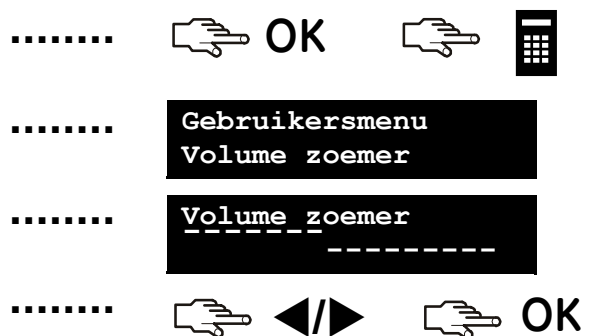 ........ OK
........ Gebruikersmenu
Volume zoemer
........ Volume zoemer
-------
---------
........ ◀/▶ OK